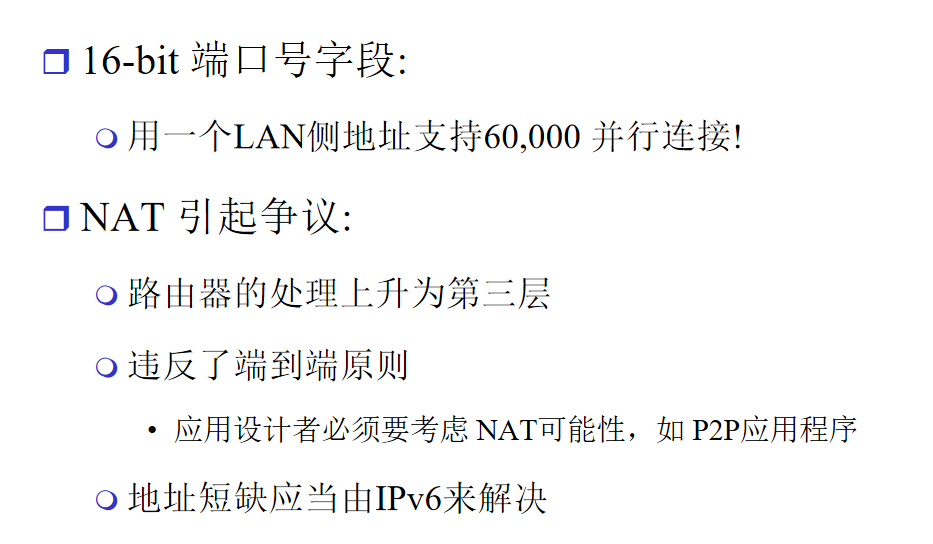 16-bit 端口号字段:
用一个LAN侧地址支持60,000 并行连接!
NAT 引起争议:
路由器的处理上升为第三层
违反了端到端原则
• 应用设计者必须要考虑 NAT可能性，如 P2P应用程序
地址短缺应当由IPv6来解决